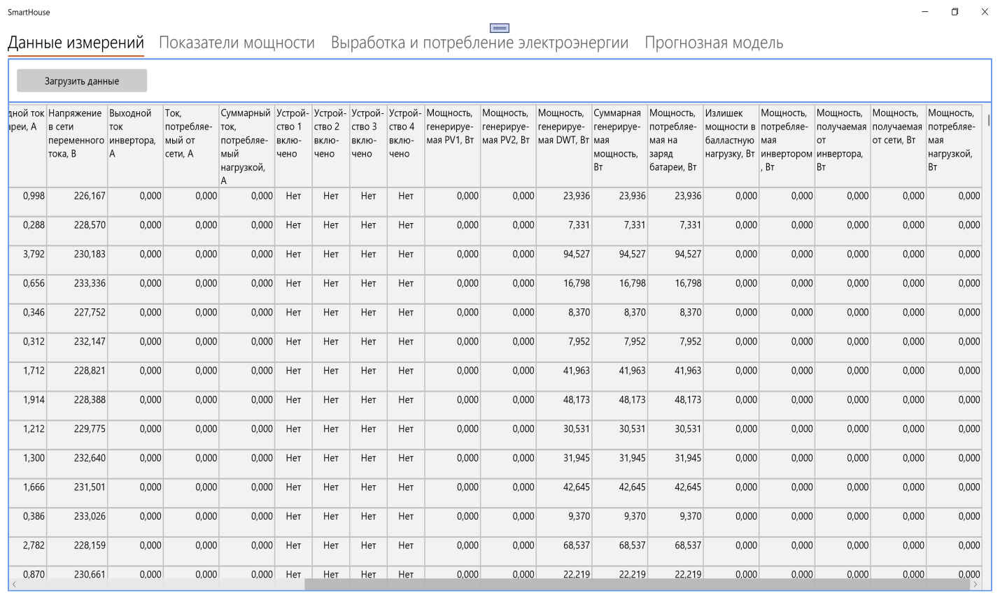 SmartHouse
Данные измерений Показатели мощности Выработка и потребление электроэнергии Прогнозная модель
Загрузить данные
ток Напряжение Выходной Ток, Суммарный Устрой- Устрой- Устрой- Устрой- Мощность, Мощность, Мощность, Суммарная Мощность, Излишек Мощность, Мощность, Мощность, Мощность,
А в сети ток потребляе- ток, ство 1 ство 2 ство 3 ство 4 генерируе- генерируе- генерируе- генерируе- потребляе- мощности в потребляе- получаемая получаемая потребляе-
переменного инвертора, мый от потребляе- вклю- вклю- вклю- вклю- мая PV1, Вт мая PV2, Вт мая DWT, Вт мая мая на балластную мая от от сети, Вт мая
тока, В А сети, А мый чено чено чено чено мощность, заряд нагрузку, Вт инвертором инвертора, нагрузкой,
нагрузкой, Вт батареи, Вт , Вт Вт Вт
А
0,998 226,167 0,000 0,000 0,000 Нет Нет Нет Нет 0,000 0,000 23,936 23,936 23,936 0,000 0,000 0,000 0,000 0,000
0,288 228,570 0,000 0,000 0,000 Нет Нет Нет Нет 0,000 0,000 7,331 7,331 7,331 0,000 0,000 0,000 0,000 0,000
3,792 230,183 0,000 0,000 0,000 Нет Нет Нет Нет 0,000 0,000 94,527 94,527 94,527 0,000 0,000 0,000 0,000 0,000
0,656 233,336 0,000 0,000 0,000 Нет Нет Нет Нет 0,000 0,000 16,798 16,798 16,798 0,000 0,000 0,000 0,000 0,000
0,346 227,752 0,000 0,000 0,000 Нет Нет Нет Нет 0,000 0,000 8,370 8,370 8,370 0,000 0,000 0,000 0,000 0,000
0,312 232,147 0,000 0,000 0,000 Нет Нет Нет Нет 0,000 0,000 7,952 7,952 7,952 0,000 0,000 0,000 0,000 0,000
1,712 228,821 0,000 0,000 0,000 Нет Нет Нет Нет 0,000 0,000 41,963 41,963 41,963 0,000 0,000 0,000 0,000 0,000
1,914 228,388 0,000 0,000 0,000 Нет Нет Нет Нет 0,000 0,000 48,173 48,173 48,173 0,000 0,000 0,000 0,000 0,000
1,212 229,775 0,000 0,000 0,000 Нет Нет Нет Нет 0,000 0,000 30,531 30,531 30,531 0,000 0,000 0,000 0,000 0,000
1,300 232,640 0,000 0,000 0,000 Нет Нет Нет Нет 0,000 0,000 31,945 31,945 31,945 0,000 0,000 0,000 0,000 0,000
1,666 231,501 0,000 0,000 0,000 Нет Нет Нет Нет 0,000 0,000 42,645 42,645 42,645 0,000 0,000 0,000 0,000 0,000
0,386 233,026 0,000 0,000 0,000 Нет Нет Нет Нет 0,000 0,000 9,370 9,370 9,370 0,000 0,000 0,000 0,000 0,000
2,782 228,159 0,000 0,000 0,000 Нет Нет Нет Нет 0,000 0,000 68,537 68,537 68,537 0,000 0,000 0,000 0,000 0,000
0,870 230,661 0,000 0,000 0,000 Нет Нет Нет Нет 0,000 0,000 22,219 22,219 22,219 0,000 0,000 0,000 0,000 0,000